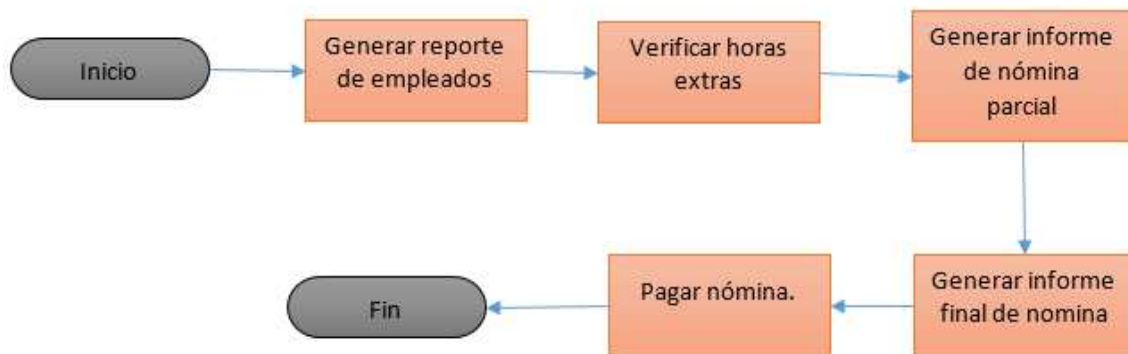 Inicio
Generar reporte
de empleados
Verificar horas
extras
Generar informe
de nómina
parcial
Generar informe
final de nomina
Pagar nómina.
Fin